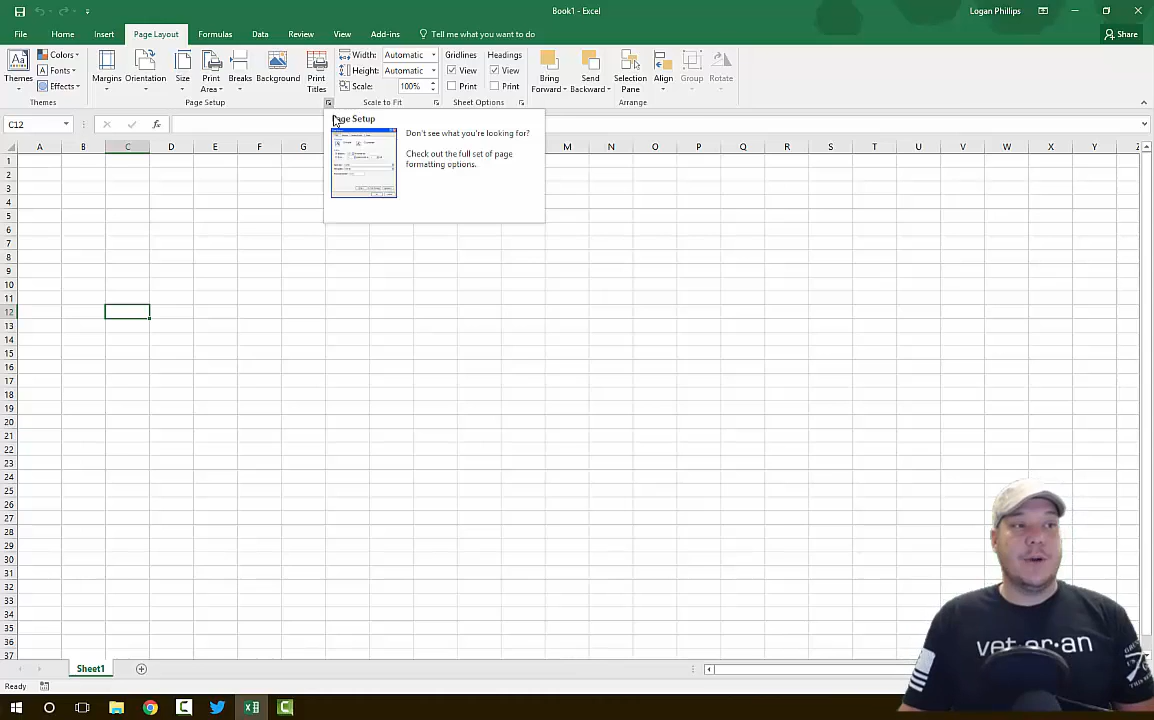 Book1 - Excel
Logan Phillips
File Home Insert Page Layout Formulas Data Review View Add-ins Tell me what you want to do
Share
Themes
Colors
Fonts
Effects
Themes
Margins Orientation Size Print Area Breaks Background Print Titles
Page Setup
Width: Automatic
Height: Automatic
Scale: 100%
Scale to Fit
Gridlines Headings
View View
Print Print
Sheet Options
Bring Forward Send Backward Selection Pane Align Group Rotate
Arrange
C12
fx
Page Setup
Don't see what you're looking for?
Check out the full set of page
formatting options.
A B C D E F G M N O P Q R S T U V W X Y Z
1
2
3
4
5
6
7
8
9
10
11
12
13
14
15
16
17
18
19
20
21
22
23
24
25
26
27
28
29
30
31
32
33
34
35
36
37
vet·er·an
Sheet1
Ready